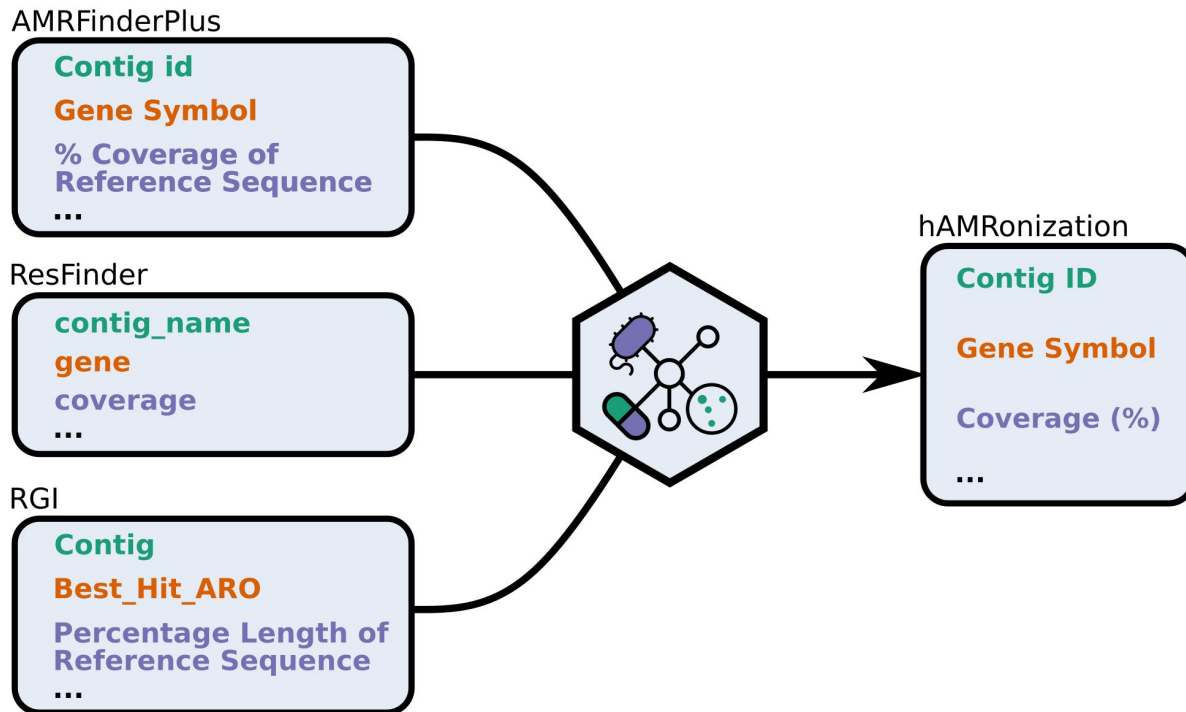 AMRFinderPlus
Contig id
Gene Symbol
% Coverage of
Reference Sequence
...
ResFinder
contig_name
gene
coverage
...
RGI
Contig
Best_Hit_ARO
Percentage Length of
Reference Sequence
...
hAMRonization
Contig ID
Gene Symbol
Coverage (%)
...